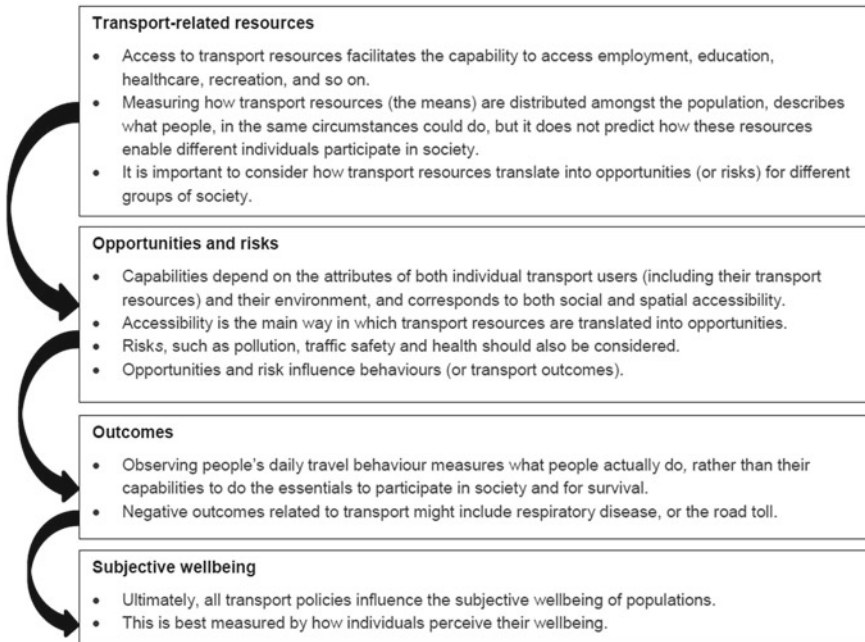 Transport-related resources
• Access to transport resources facilitates the capability to access employment, education,
healthcare, recreation, and so on.
• Measuring how transport resources (the means) are distributed amongst the population, describes
what people, in the same circumstances could do, but it does not predict how these resources
enable different individuals participate in society.
• It is important to consider how transport resources translate into opportunities (or risks) for different
groups of society.
Opportunities and risks
• Capabilities depend on the attributes of both individual transport users (including their transport
resources) and their environment, and corresponds to both social and spatial accessibility.
• Accessibility is the main way in which transport resources are translated into opportunities.
• Risks, such as pollution, traffic safety and health should also be considered.
• Opportunities and risk influence behaviours (or transport outcomes).
Outcomes
• Observing people's daily travel behaviour measures what people actually do, rather than their
capabilities to do the essentials to participate in society and for survival.
• Negative outcomes related to transport might include respiratory disease, or the road toll.
Subjective wellbeing
• Ultimately, all transport policies influence the subjective wellbeing of populations.
• This is best measured by how individuals perceive their wellbeing.